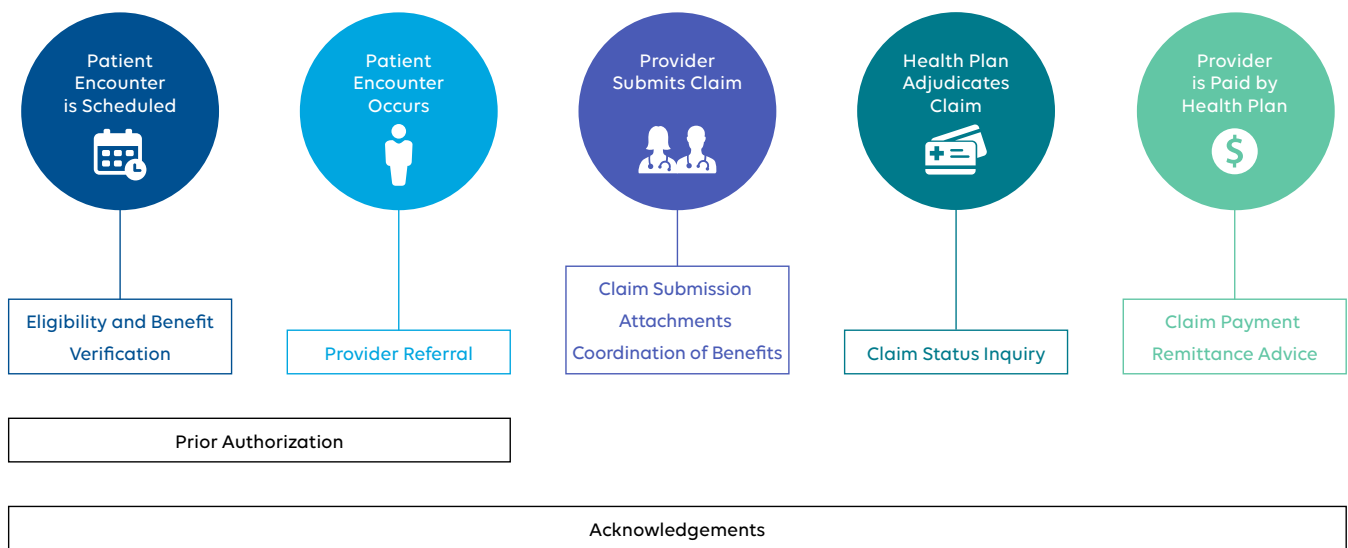 Patient
Encounter
is Scheduled
Patient
Encounter
Occurs
Provider
Submits Claim
Health Plan
Adjudicates
Claim
Provider
is Paid by
Health Plan
$
Eligibility and Benefit
Verification
Provider Referral
Claim Submission
Attachments
Coordination of Benefits
Claim Status Inquiry
Claim Payment
Remittance Advice
Prior Authorization
Acknowledgements